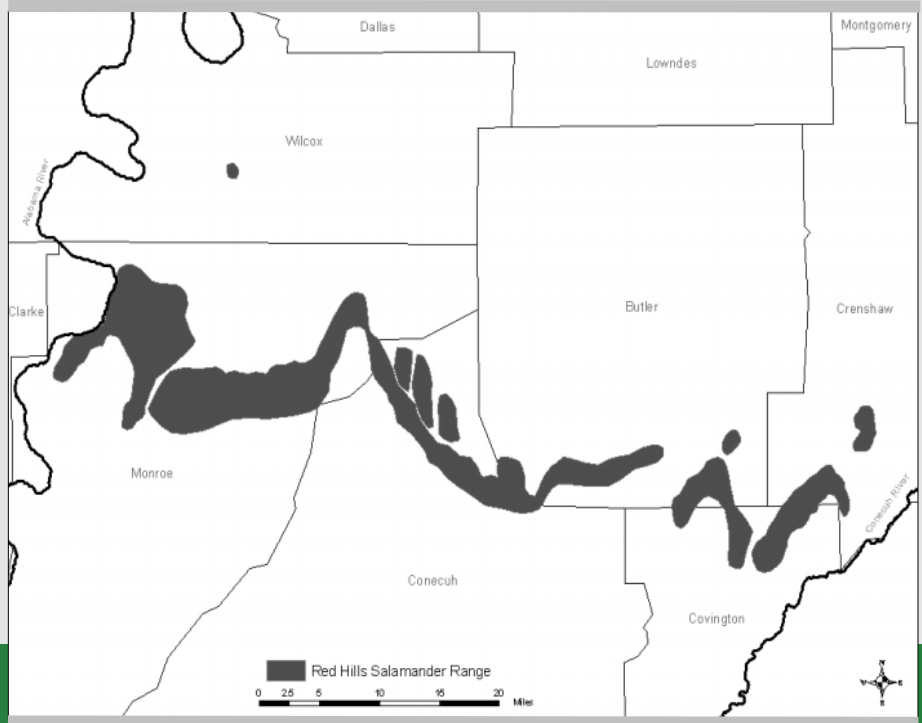 Dallas
Montgomery
Lowndes
Wilcox
Alabama River
Clarke
Butler
Crenshaw
Monroe
Conecuh River
Conecuh
Covington
Red Hills Salamander Range
0 2.5 5 10 15 20
Miles
N
W E
S